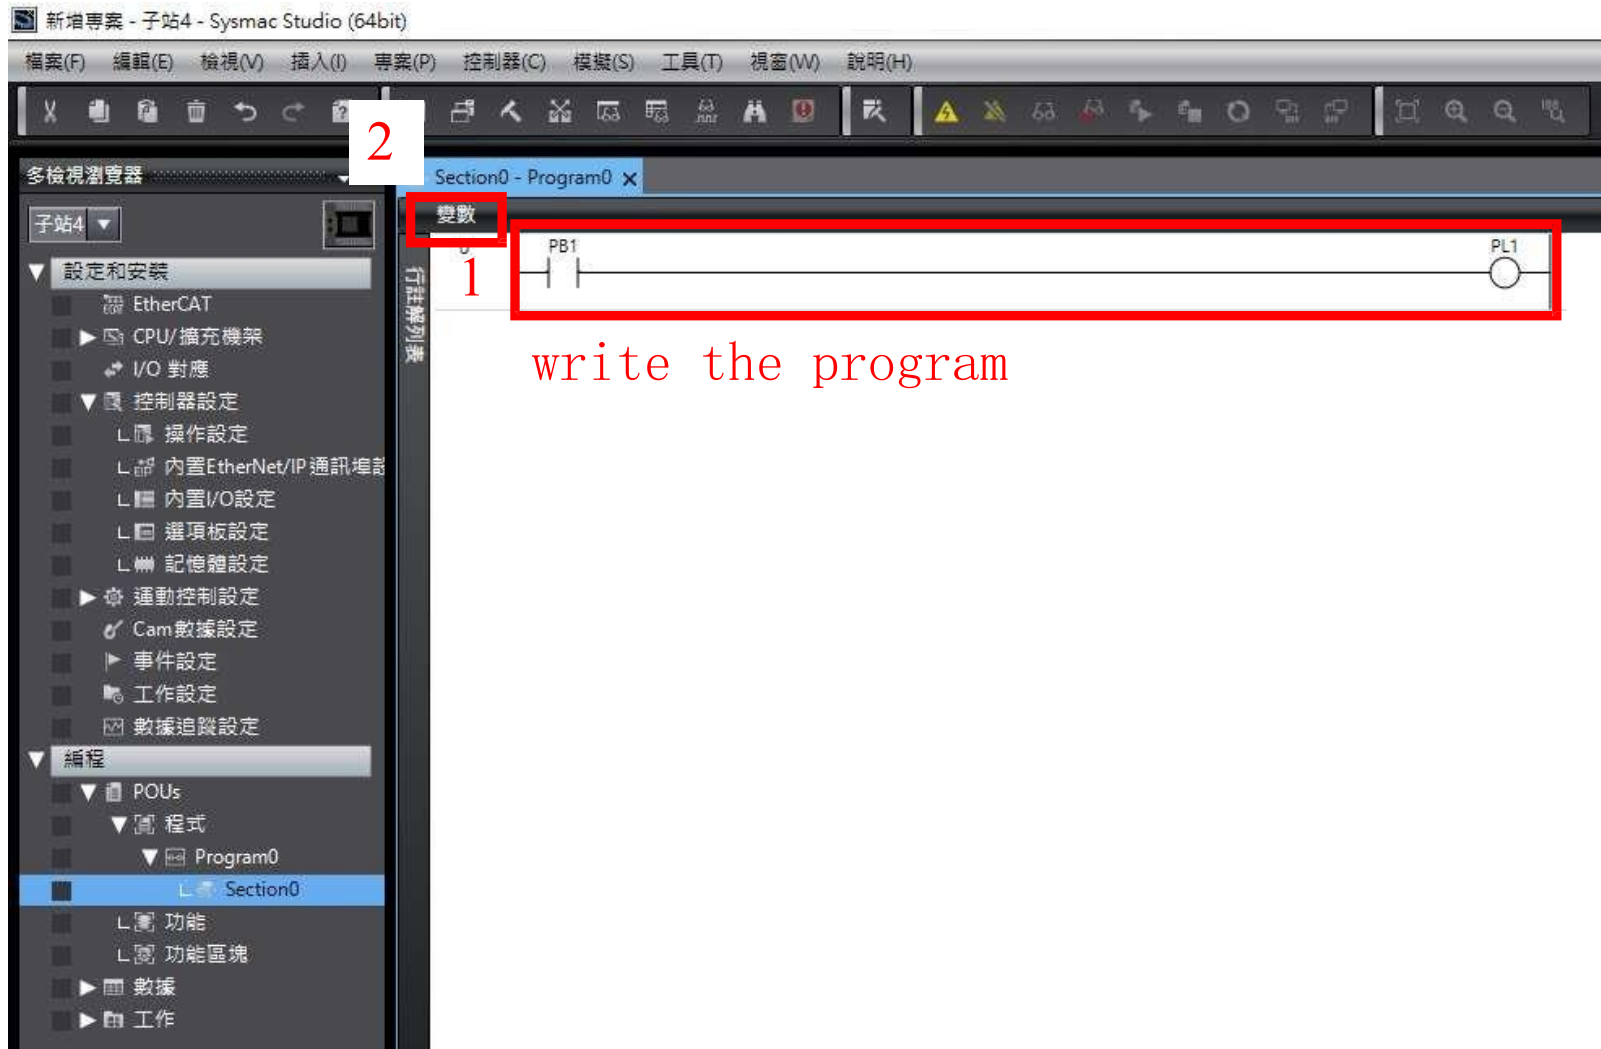 新增專案 - 子站4 - Sysmac Studio (64bit)
檔案(F) 編輯(E) 檢視(V) 插入(I) 專案(P) 控制器(C) 模擬(S) 工具(T) 視窗(W) 說明(H)
2
多檢視瀏覽器
Section0 - Program0
子站4
變數
設定和安裝
0 PB1 PL1
1
行註解列表
EtherCAT
CPU/擴充機架
write the program
I/O 對應
控制器設定
操作設定
內置EtherNet/IP通訊埠設
內置I/O設定
選項板設定
記憶體設定
運動控制設定
Cam數據設定
事件設定
工作設定
數據追蹤設定
編程
POUs
程式
Program0
Section0
功能
功能區塊
數據
工作